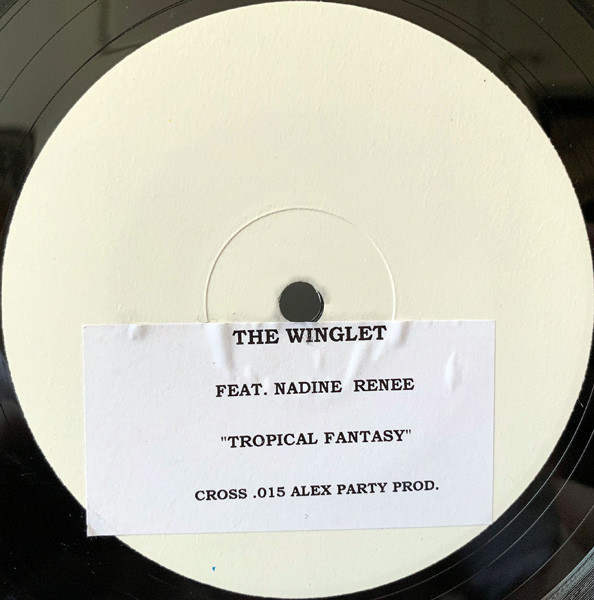 THE WINGLET
FEAT. NADINE RENEE
"TROPICAL FANTASY"
CROSS .015 ALEX PARTY PROD.